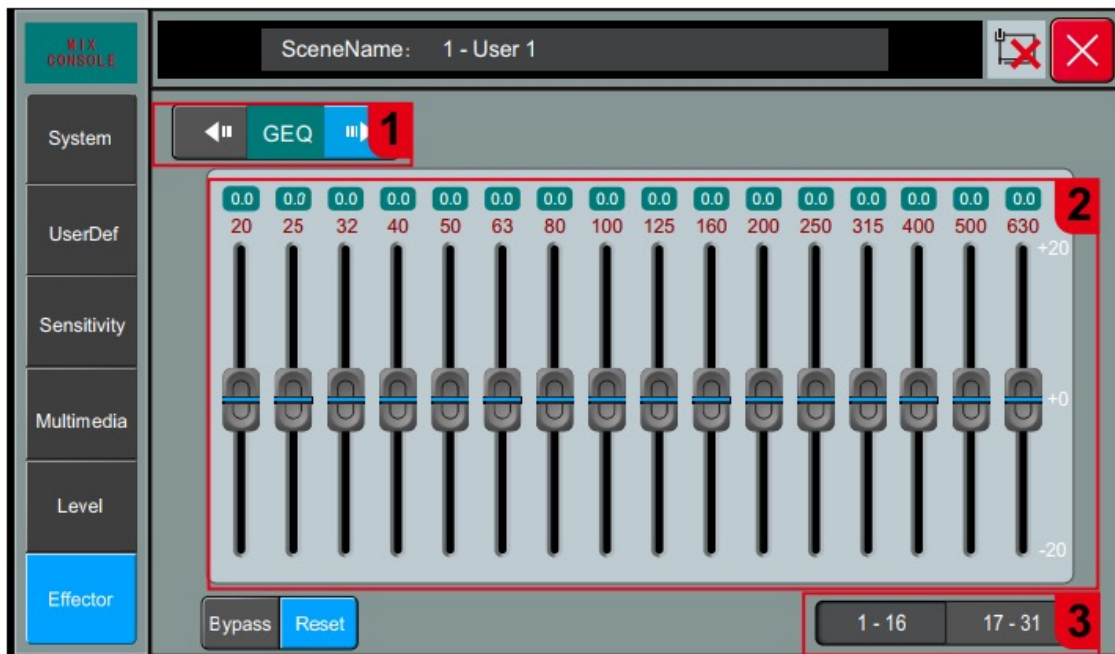 MIX
CONSOLE
SceneName: 1 - User 1
System
UserDef
Sensitivity
Multimedia
Level
Effector
GEQ
1
0.0 0.0 0.0 0.0 0.0 0.0 0.0 0.0 0.0 0.0 0.0 0.0 0.0 0.0 0.0 0.0
2
20 25 32 40 50 63 80 100 125 160 200 250 315 400 500 630
+20
+0
-20
Bypass Reset
1 - 16 17 - 31
3